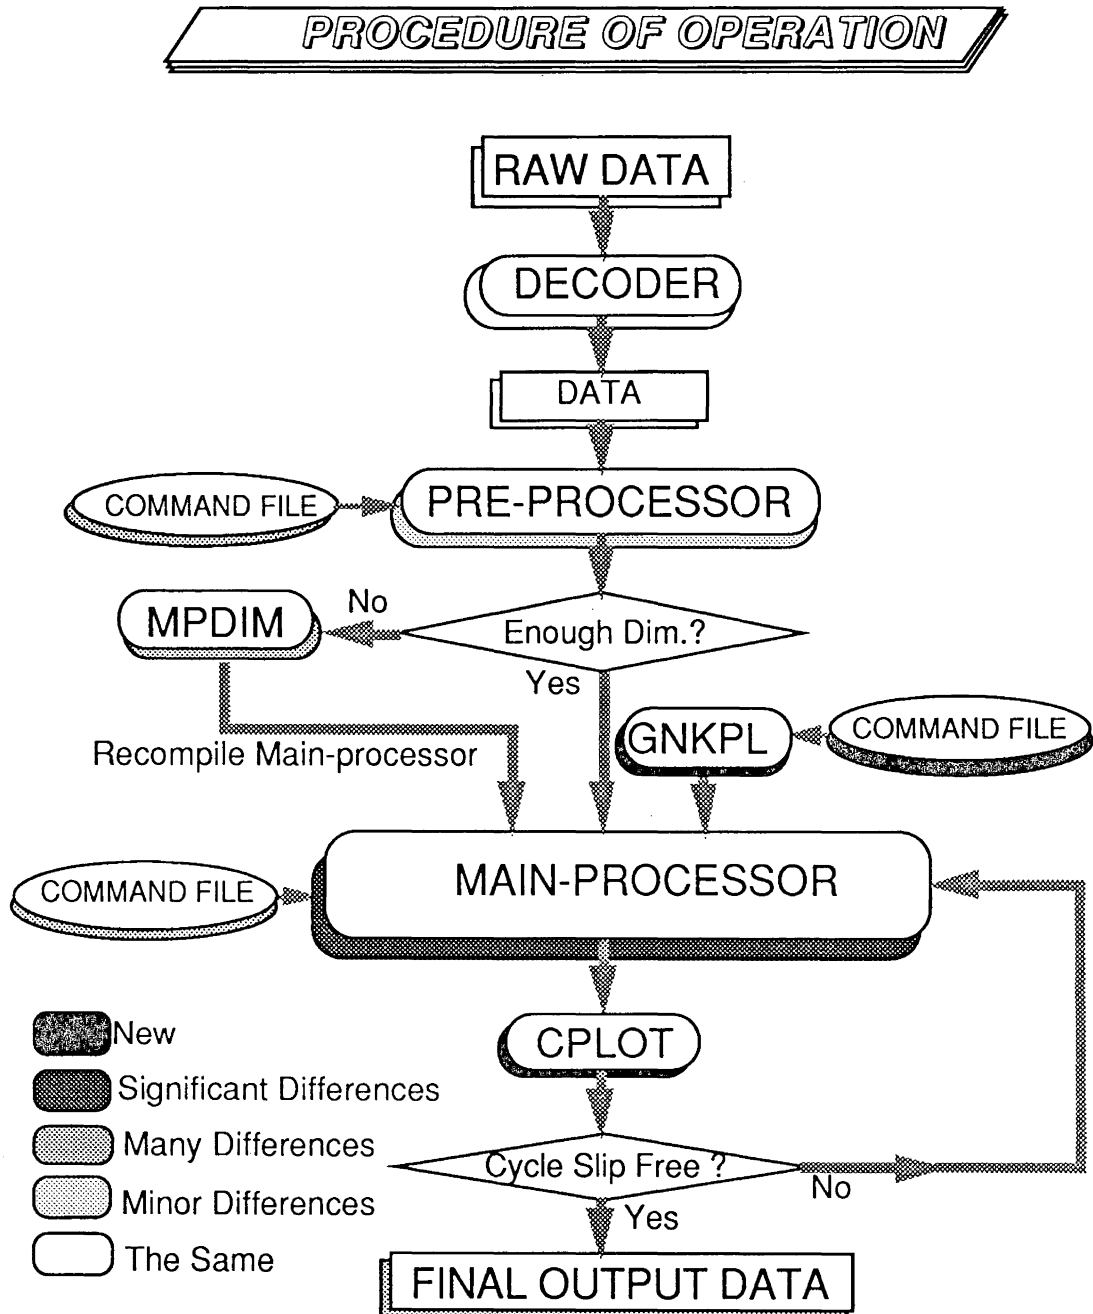 PROCEDURE OF OPERATION
RAW DATA
DECODER
DATA
COMMAND FILE
PRE-PROCESSOR
No
MPDIM
Enough Dim.?
Yes
Recompile Main-processor
GNKPL
COMMAND FILE
MAIN-PROCESSOR
COMMAND FILE
CPLOT
New
Significant Differences
Many Differences
Minor Differences
The Same
Cycle Slip Free ?
No
Yes
FINAL OUTPUT DATA